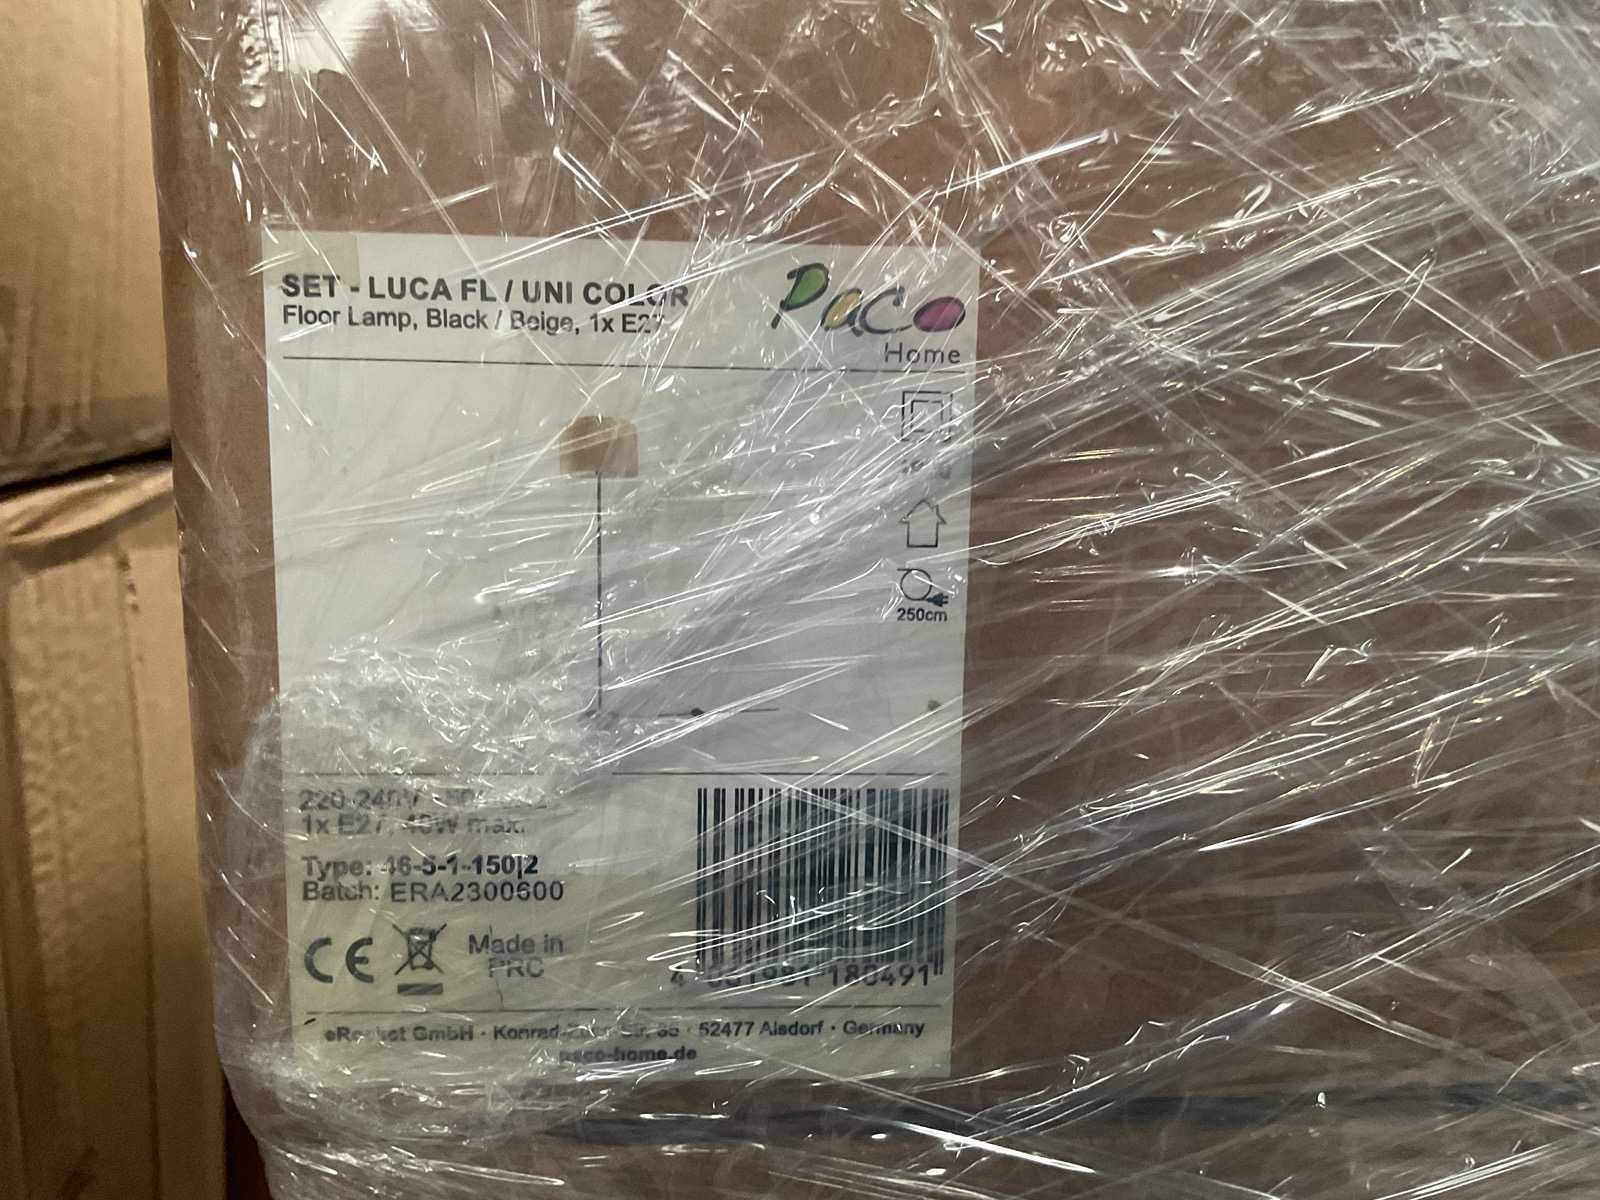 SET - LUCA FL / UNI COLOR
Floor Lamp, Black / Beige, 1x E27
Paco
Home
250cm
220-240V
1x E27, 40W max.
Type: 46-5-1-150|2
Batch: ERA2300600
CE
Made in
PRC
180491
GmbH · Str. · 52477 Alsdorf · Germany
paco-home.de